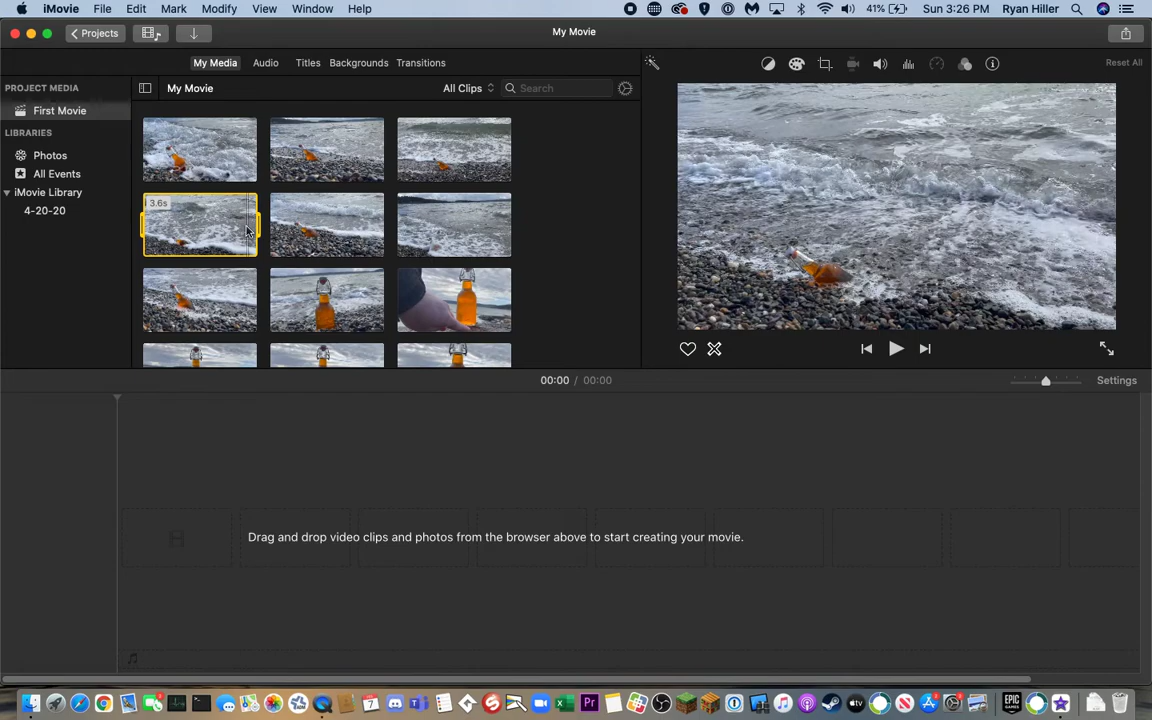 iMovie File Edit Mark Modify View Window Help 41% Sun 3:26 PM Ryan Hiller
Projects My Movie
My Media Audio Titles Backgrounds Transitions Reset All
PROJECT MEDIA My Movie All Clips Search
First Movie
LIBRARIES
Photos
All Events
iMovie Library
4-20-20
3.6s
00:00 / 00:00 Settings
Drag and drop video clips and photos from the browser above to start creating your movie.